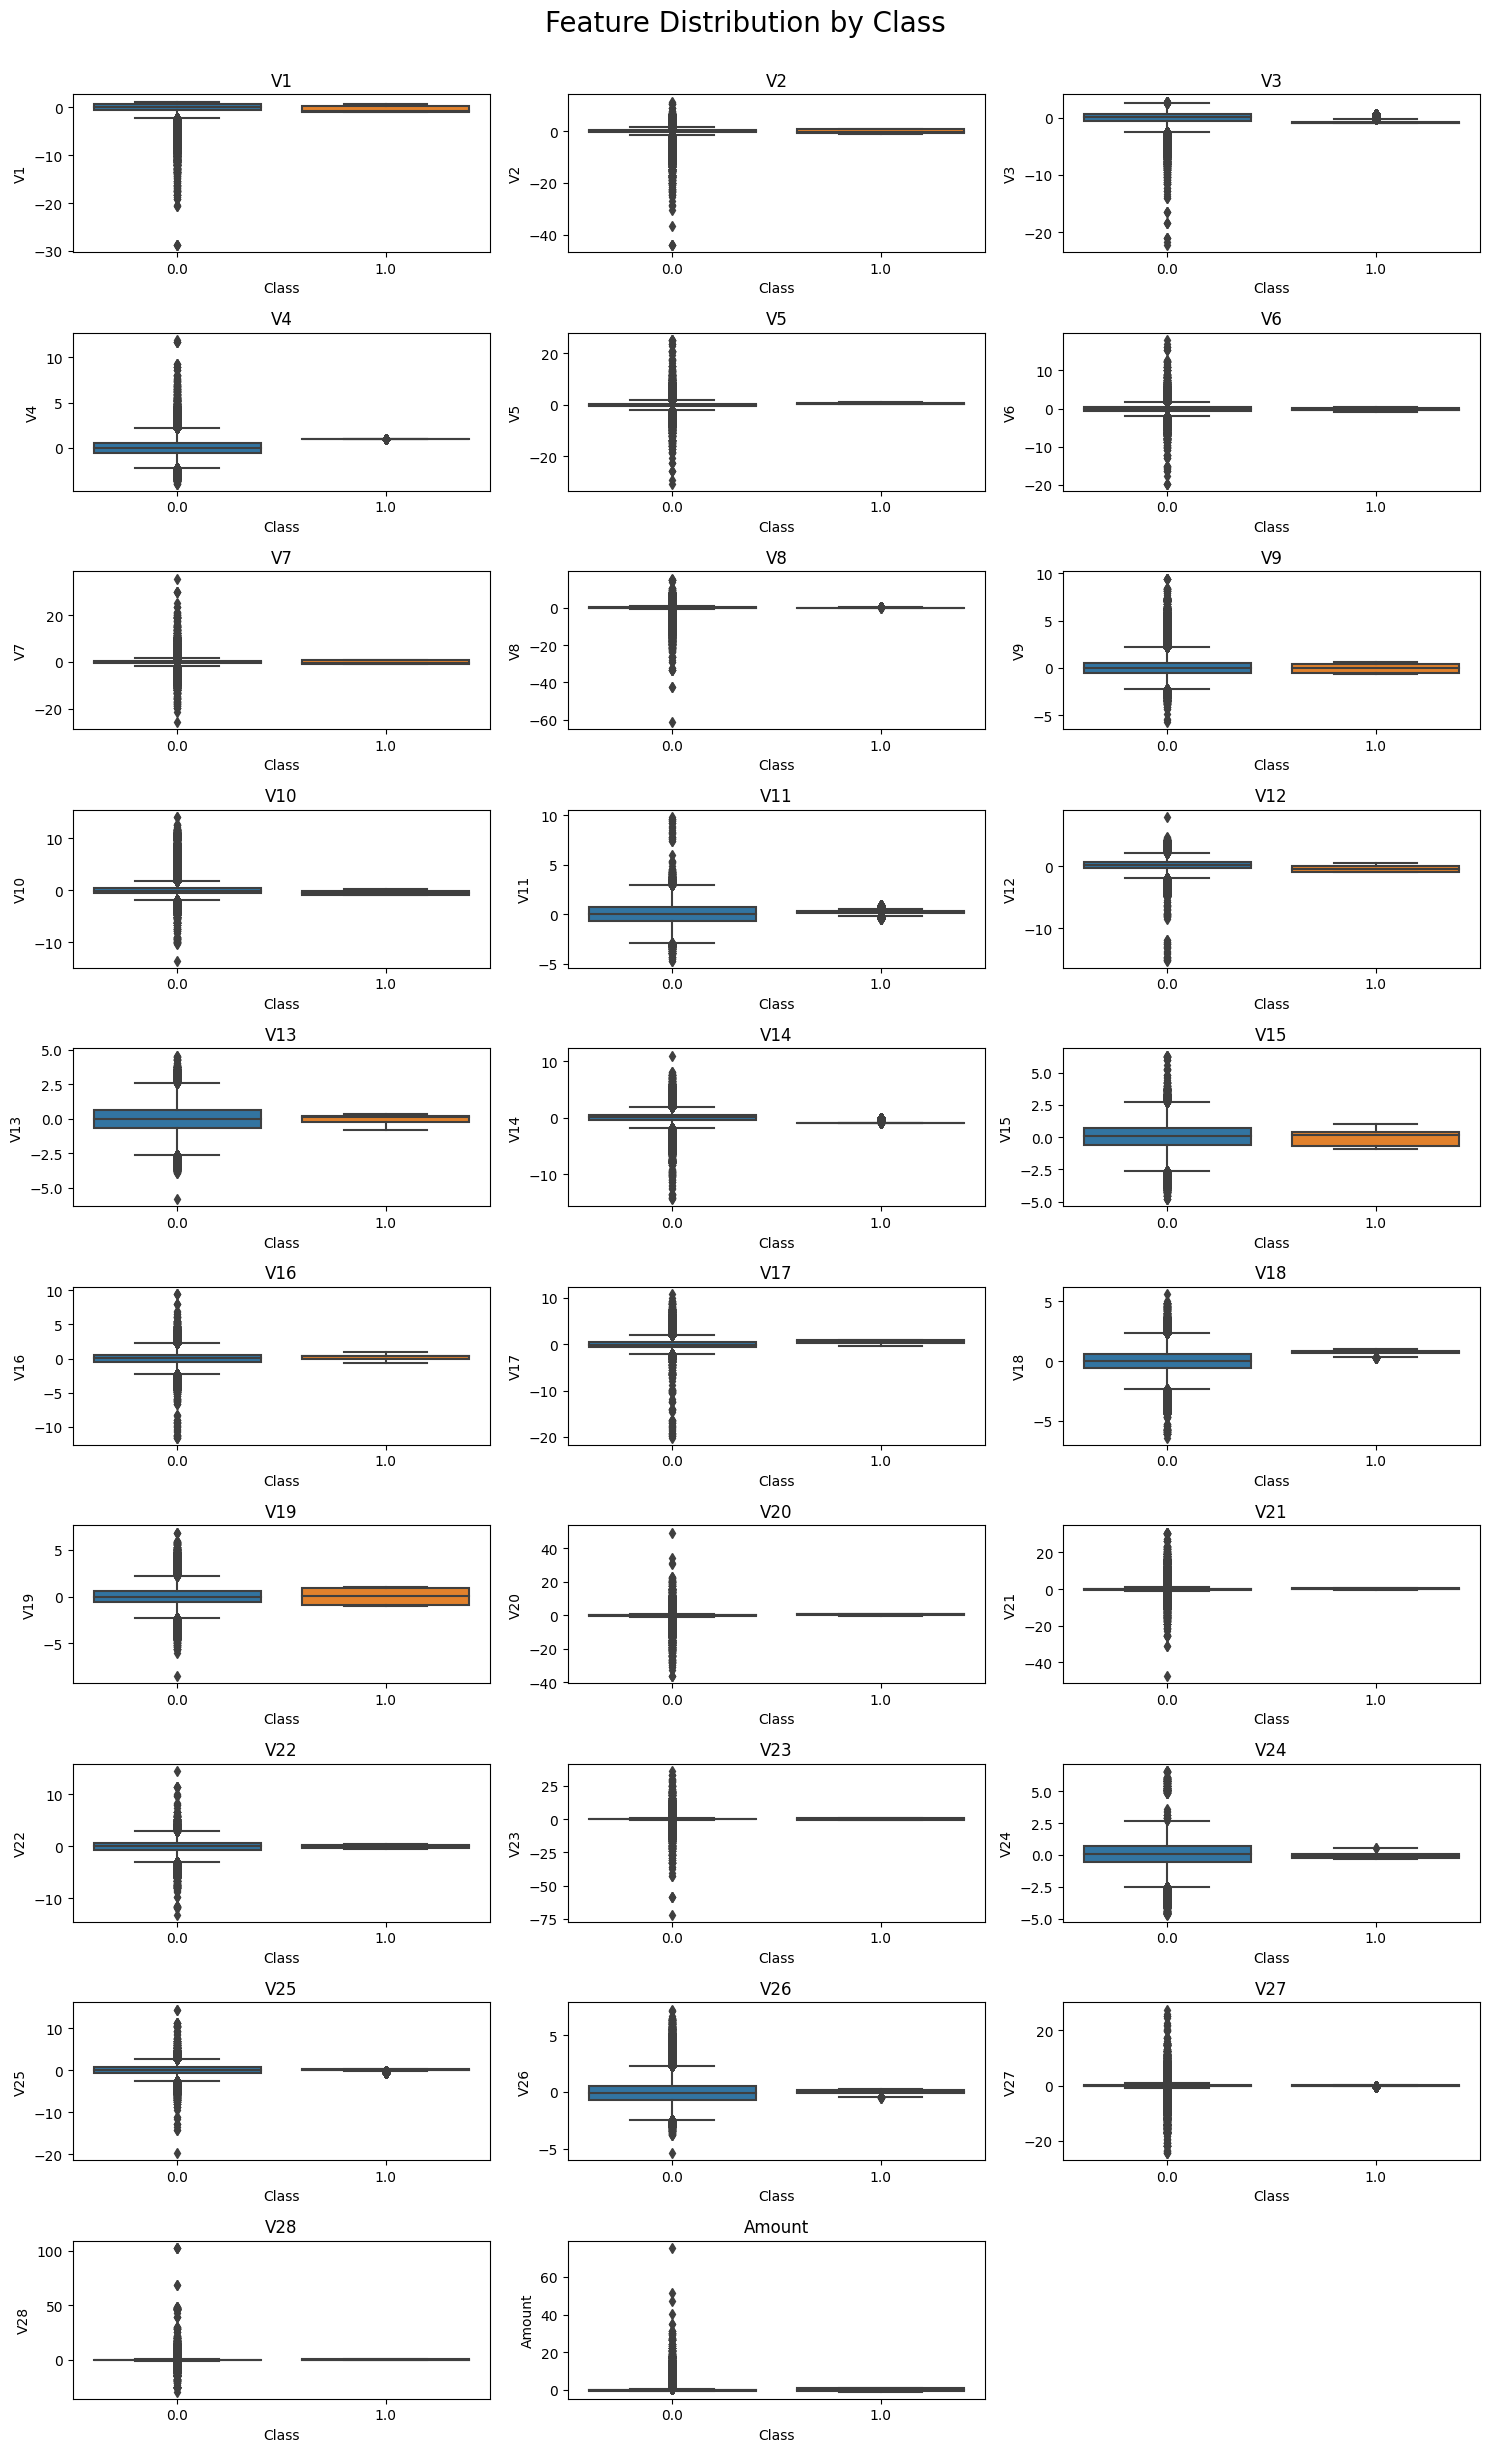 Feature Distribution by Class
V1
V2
V3
0
−10
−20
−30
V1
0.0
1.0
Class
0
−20
−40
V2
0.0
1.0
Class
0
−10
−20
V3
0.0
1.0
Class
V4
V5
V6
10
5
0
V4
0.0
1.0
Class
20
0
−20
V5
0.0
1.0
Class
10
0
−10
−20
V6
0.0
1.0
Class
V7
V8
V9
20
0
−20
V7
0.0
1.0
Class
0
−20
−40
−60
V8
0.0
1.0
Class
10
5
0
−5
V9
0.0
1.0
Class
V10
V11
V12
10
0
−10
V10
0.0
1.0
Class
10
5
0
−5
V11
0.0
1.0
Class
0
−10
V12
0.0
1.0
Class
V13
V14
V15
5.0
2.5
0.0
−2.5
−5.0
V13
0.0
1.0
Class
10
0
−10
V14
0.0
1.0
Class
5.0
2.5
0.0
−2.5
−5.0
V15
0.0
1.0
Class
V16
V17
V18
10
5
0
−5
−10
V16
0.0
1.0
Class
10
0
−10
−20
V17
0.0
1.0
Class
5
0
−5
V18
0.0
1.0
Class
V19
V20
V21
5
0
−5
V19
0.0
1.0
Class
40
20
0
−20
−40
V20
0.0
1.0
Class
20
0
−20
−40
V21
0.0
1.0
Class
V22
V23
V24
10
0
−10
V22
0.0
1.0
Class
25
0
−25
−50
−75
V23
0.0
1.0
Class
5.0
2.5
0.0
−2.5
−5.0
V24
0.0
1.0
Class
V25
V26
V27
10
0
−10
−20
V25
0.0
1.0
Class
5
0
−5
V26
0.0
1.0
Class
20
0
−20
V27
0.0
1.0
Class
V28
Amount
100
50
0
V28
0.0
1.0
Class
60
40
20
0
Amount
0.0
1.0
Class